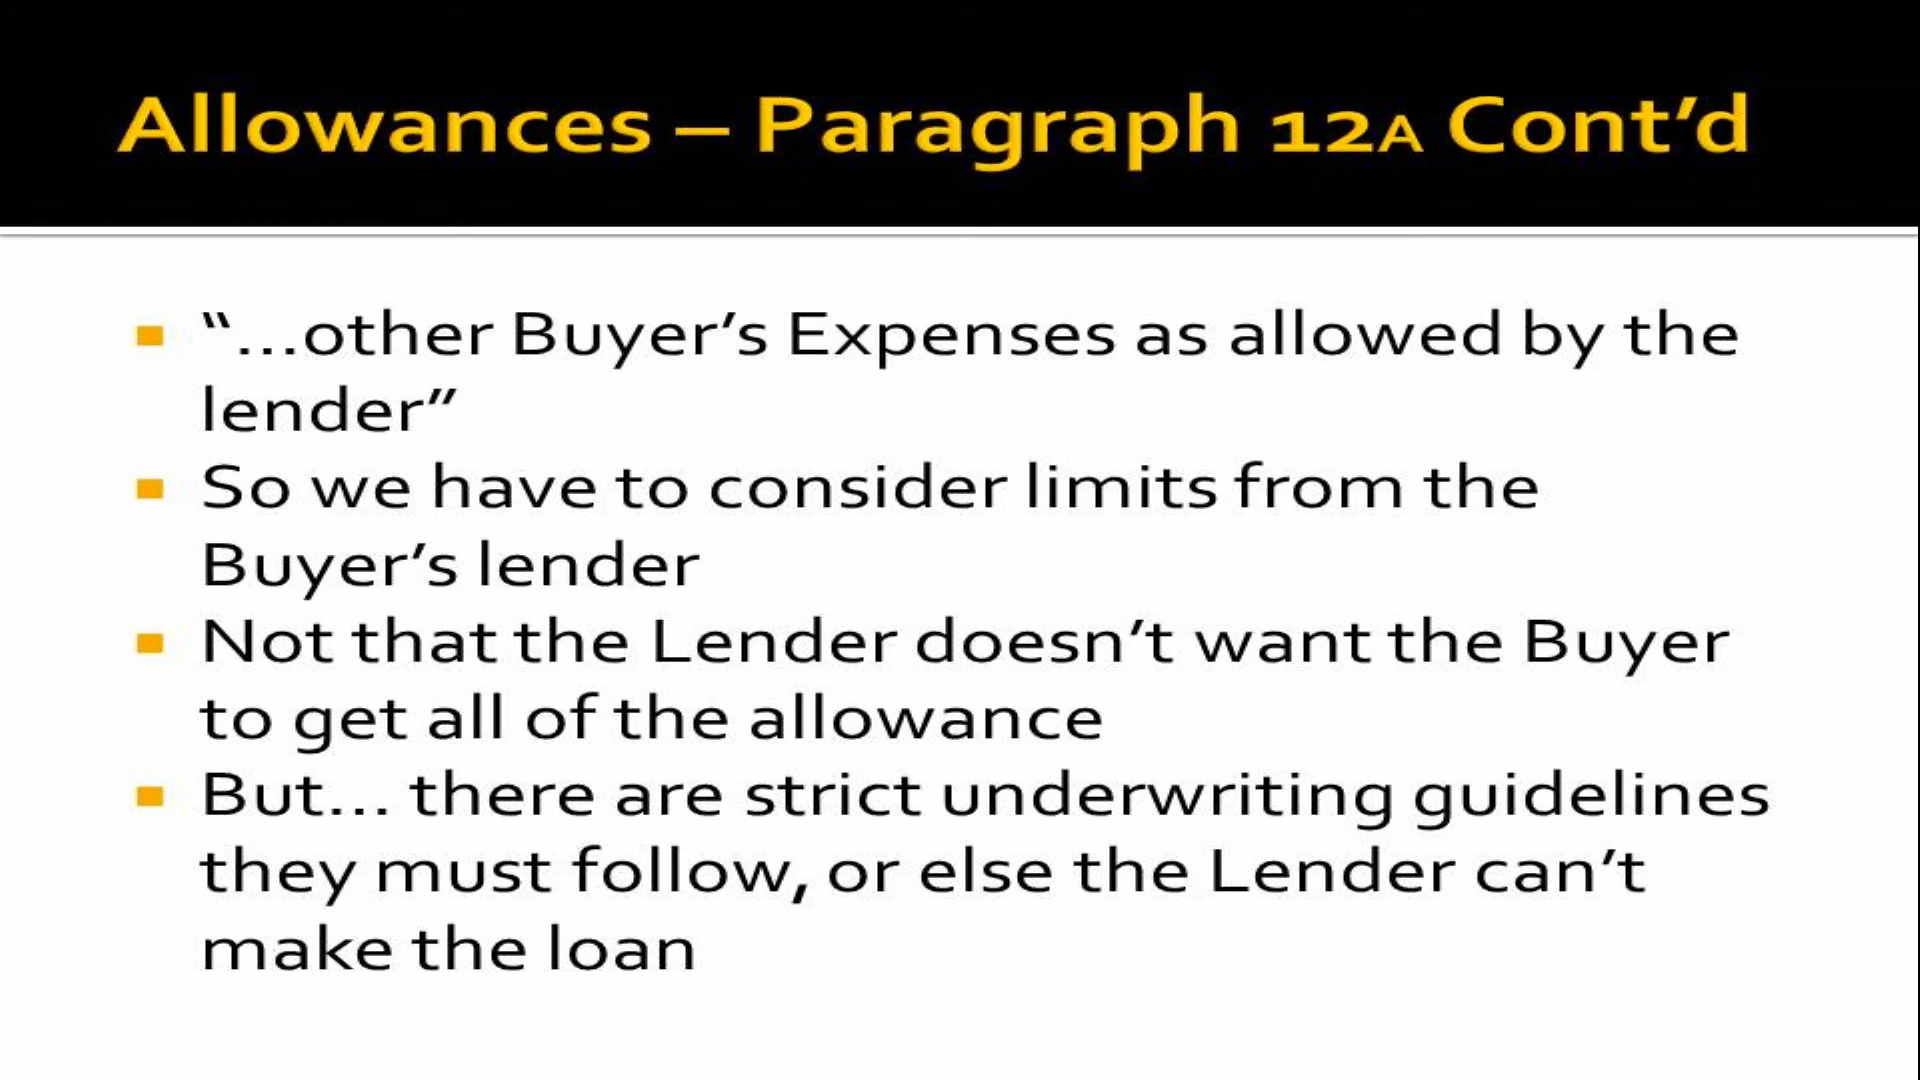 Allowances – Paragraph 12A Cont’d
“…other Buyer’s Expenses as allowed by the
lender”
So we have to consider limits from the
Buyer’s lender
Not that the Lender doesn’t want the Buyer
to get all of the allowance
But… there are strict underwriting guidelines
they must follow, or else the Lender can’t
make the loan